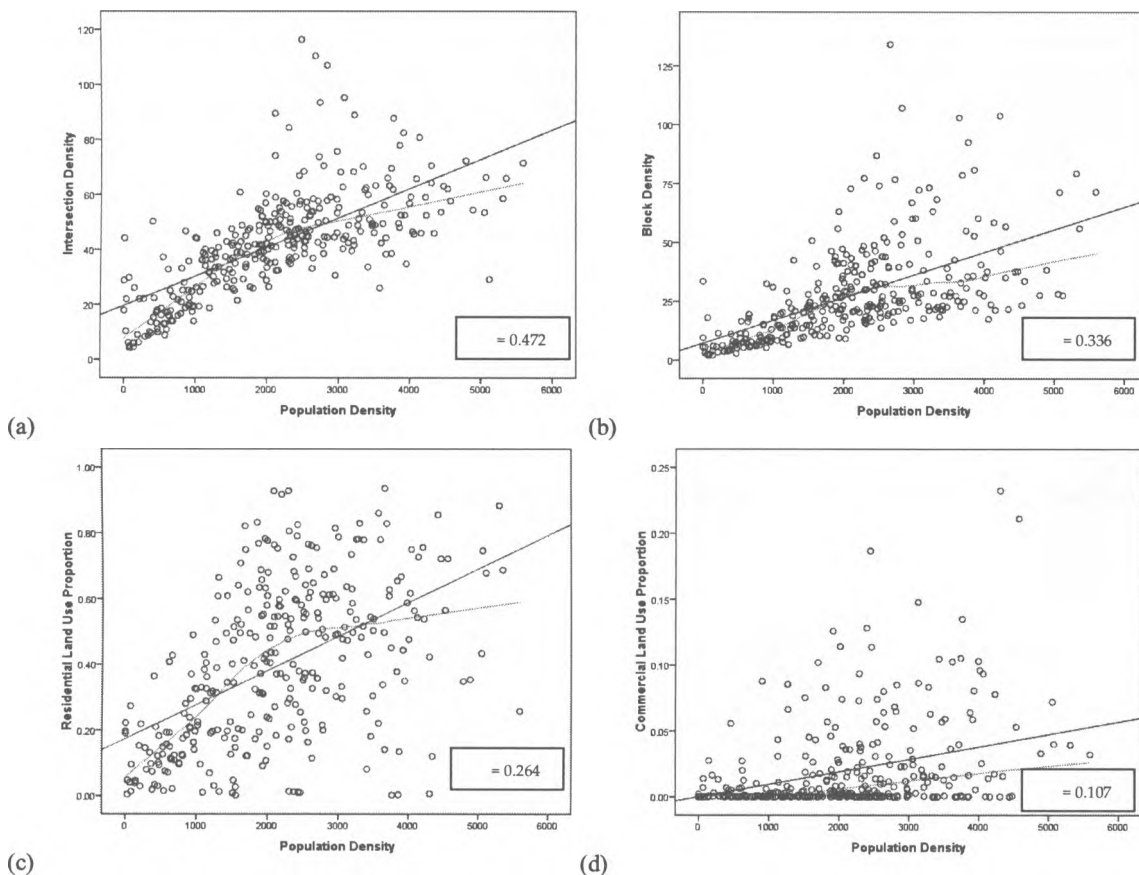 120
100
80
60
40
20
0
Intersection Density
= 0.472
0 1000 2000 3000 4000 5000 6000
Population Density
(a)
125
100
75
50
25
0
Block Density
= 0.336
0 1000 2000 3000 4000 5000 6000
Population Density
(b)
1.00
0.80
0.60
0.40
0.20
0.00
Residential Land Use Proportion
= 0.264
0 1000 2000 3000 4000 5000 6000
Population Density
(c)
0.25
0.20
0.15
0.10
0.05
0.00
Commercial Land Use Proportion
= 0.107
0 1000 2000 3000 4000 5000 6000
Population Density
(d)